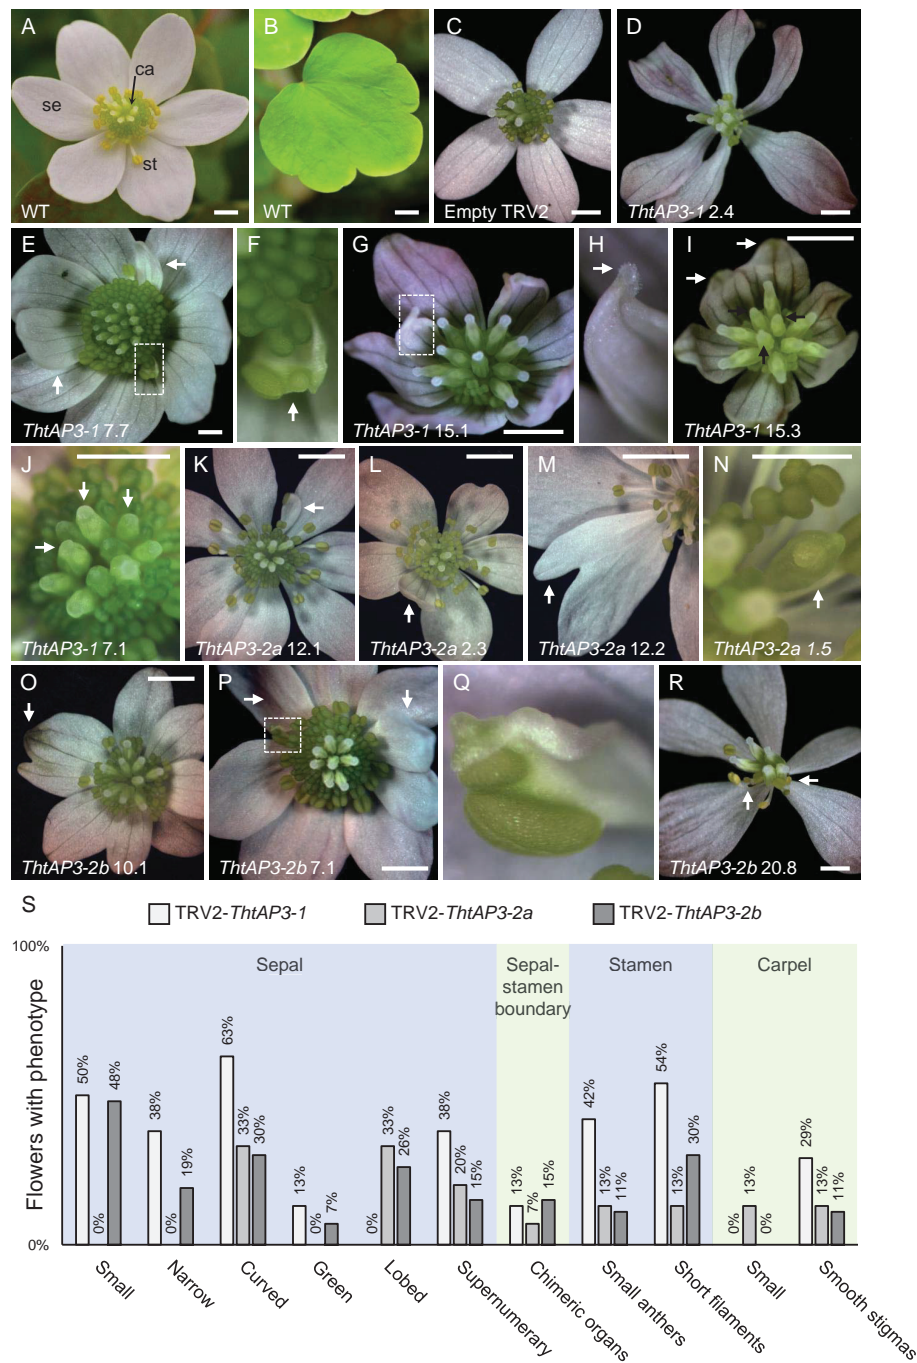 A
ca
se
st
WT
B
WT
C
Empty TRV2
D
ThtAP3-1 2.4
E
ThtAP3-1 7.7
F
G
ThtAP3-1 15.1
H
I
ThtAP3-1 15.3
J
ThtAP3-1 7.1
K
ThtAP3-2a 12.1
L
ThtAP3-2a 2.3
M
ThtAP3-2a 12.2
N
ThtAP3-2a 1.5
O
ThtAP3-2b 10.1
P
ThtAP3-2b 7.1
Q
R
ThtAP3-2b 20.8
S
TRV2-ThtAP3-1
TRV2-ThtAP3-2a
TRV2-ThtAP3-2b
100%
0%
Flowers with phenotype
Sepal
Sepal-
stamen
boundary
Stamen
Carpel
50%
0%
48%
38%
0%
19%
63%
33%
30%
13%
0%
7%
0%
33%
26%
38%
20%
15%
13%
7%
15%
42%
13%
11%
54%
13%
30%
0%
13%
0%
29%
13%
11%
Small
Narrow
Curved
Green
Lobed
Supernumerary
Chimeric organs
Small anthers
Short filaments
Small
Smooth stigmas